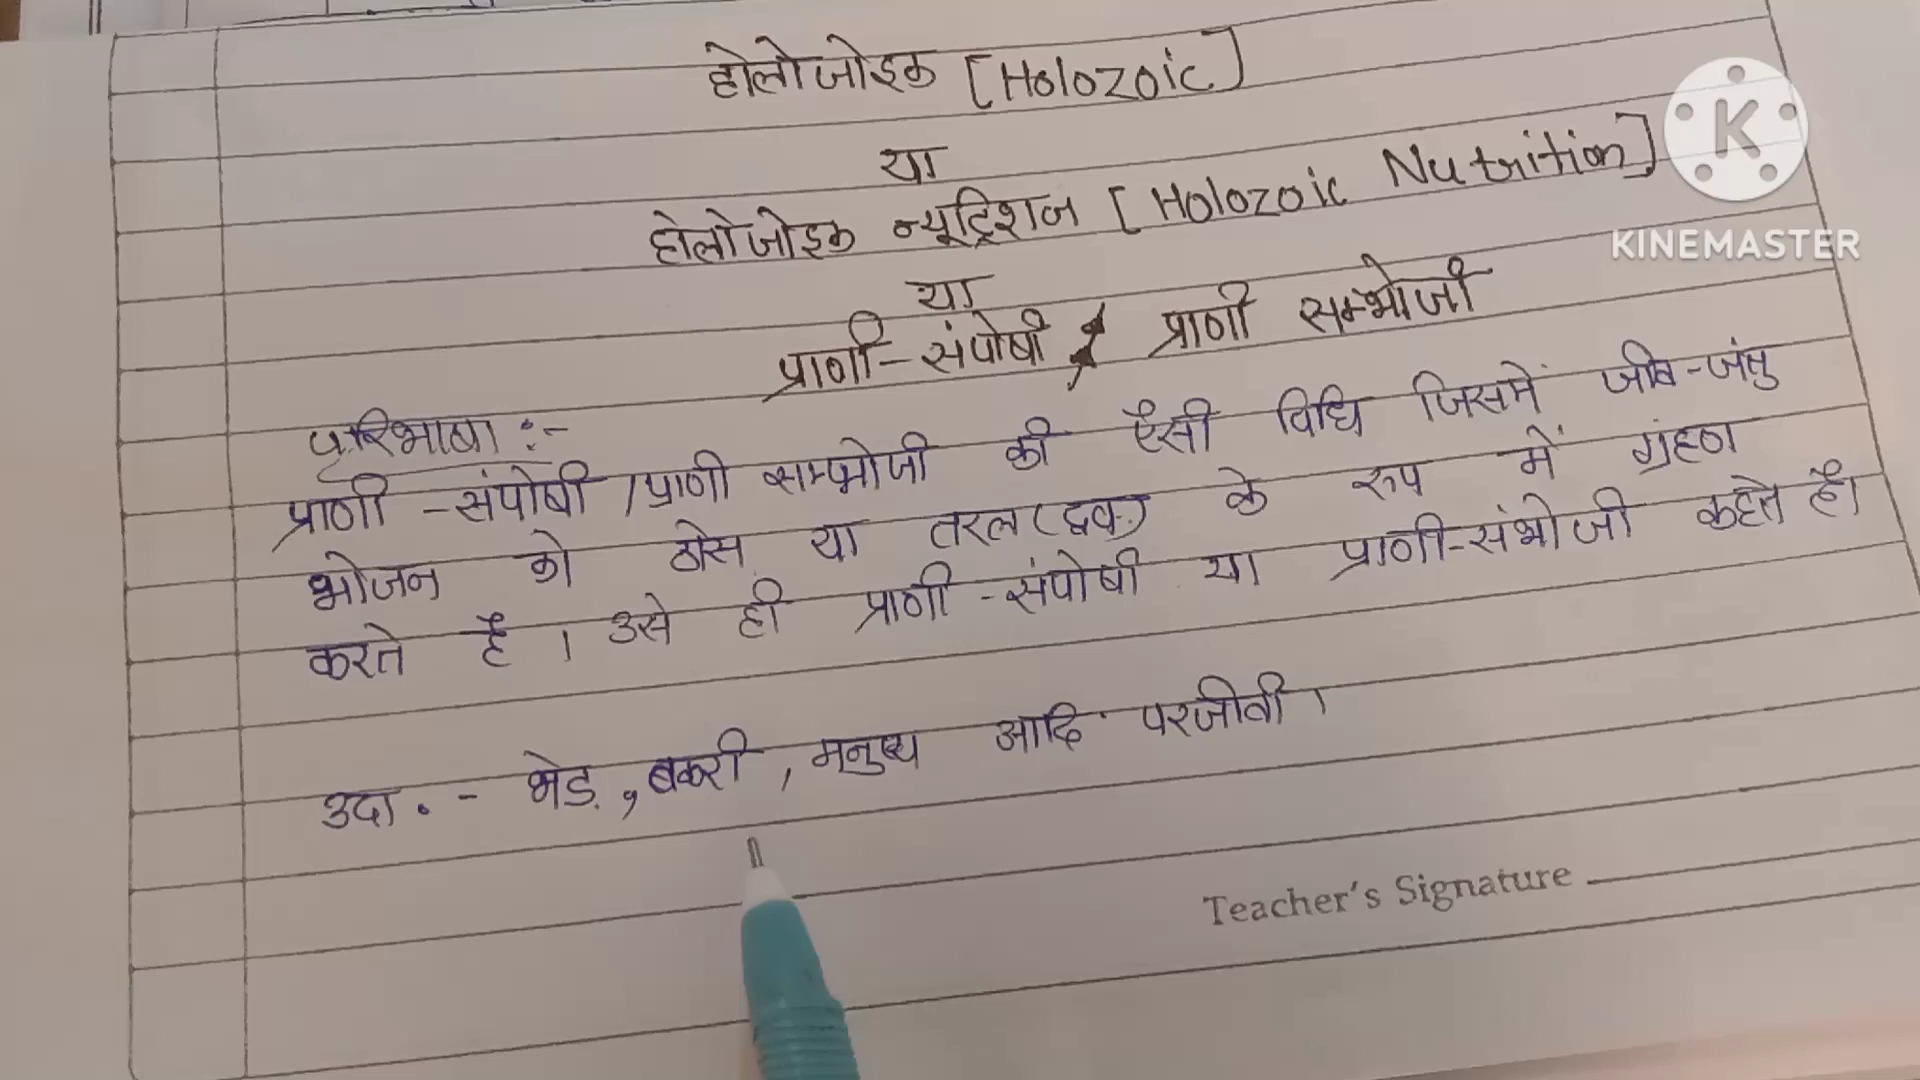 होलोजोइक [Holozoic]
या
होलोजोइक न्यूट्रिशन [Holozoic Nutrition]
या
प्राणी-संपोषी / प्राणी सम्भोजी
परिभाषा :-
प्राणी-संपोषी/प्राणी सम्भोजी की ऐसी विधि जिसमें जीव-जंतु
भोजन को ठोस या तरल(द्रव) के रूप में ग्रहण
करते है। उसे ही प्राणी-संपोषी या प्राणी-संभोजी कहते है।
उदा.- भेड़, बकरी, मनुष्य आदि परजीवी।
Teacher's Signature
K
KINEMASTER